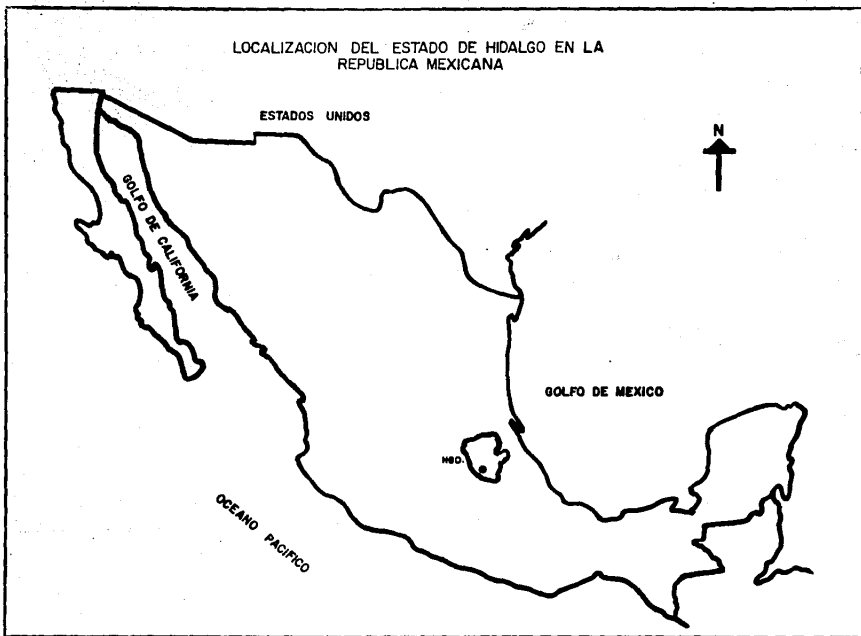 LOCALIZACION DEL ESTADO DE HIDALGO EN LA
REPUBLICA MEXICANA
ESTADOS UNIDOS
N
GOLFO DE CALIFORNIA
GOLFO DE MEXICO
HGO.
OCEANO PACIFICO